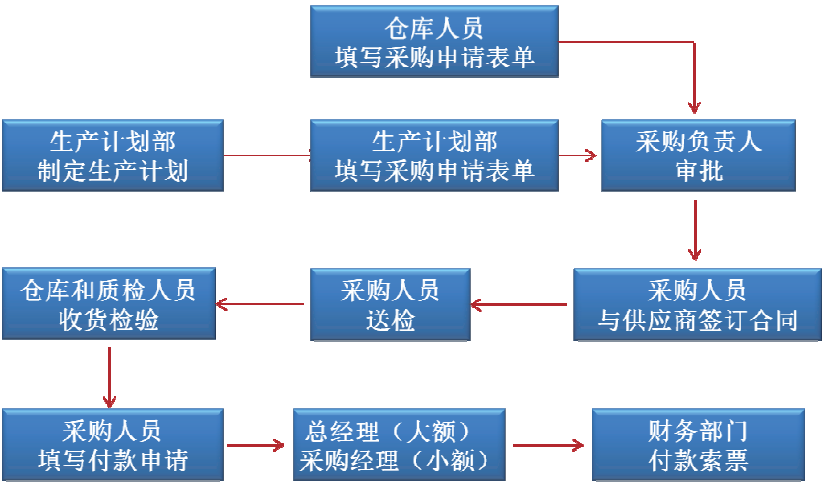 仓库人员
填写采购申请表单
生产计划部
制定生产计划
生产计划部
填写采购申请表单
采购负责人
审批
仓库和质检人员
收货检验
采购人员
送检
采购人员
与供应商签订合同
采购人员
填写付款申请
总经理（大额）
采购经理（小额）
财务部门
付款索票